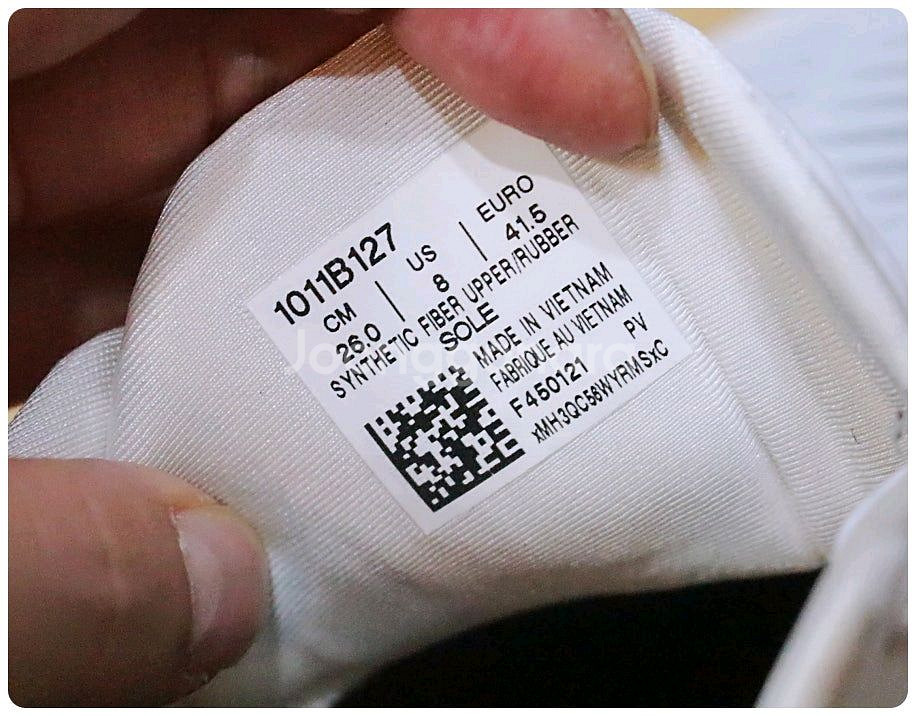 1011B127
CM | US | EURO
26.0 | 8 | 41.5
SYNTHETIC FIBER UPPER/RUBBER
SOLE
MADE IN VIETNAM
FABRIQUE AU VIETNAM
F450121 PV
xMH3QC56WYRMSxC